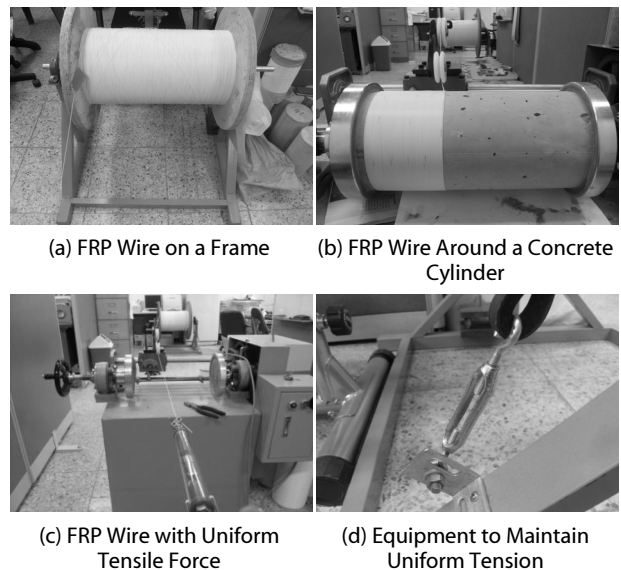 (a) FRP Wire on a Frame
(b) FRP Wire Around a Concrete
Cylinder
(c) FRP Wire with Uniform
Tensile Force
(d) Equipment to Maintain
Uniform Tension